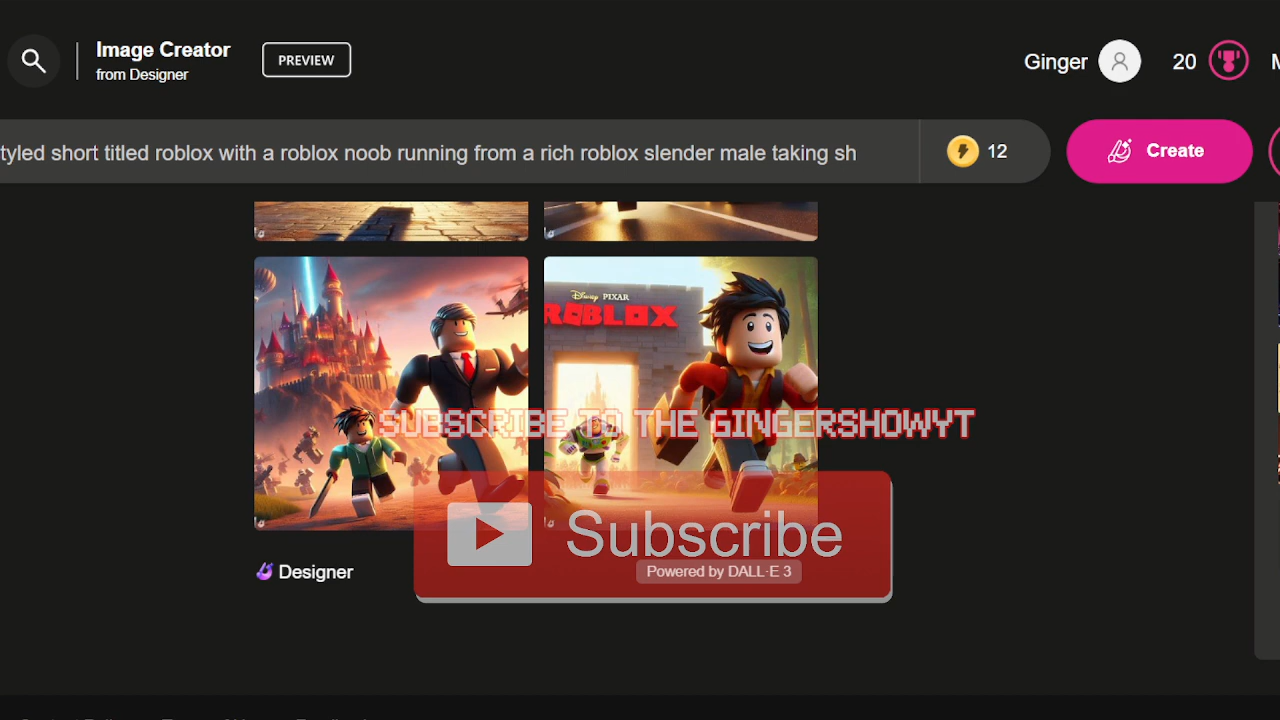 Image Creator
from Designer
PREVIEW
Ginger
20
tyled short titled roblox with a roblox noob running from a rich roblox slender male taking sh
12
Create
Disney PIXAR
ROBLOX
SUBSCRIBE TO THE GINGERSHOWYT
Subscribe
Designer
Powered by DALL·E 3